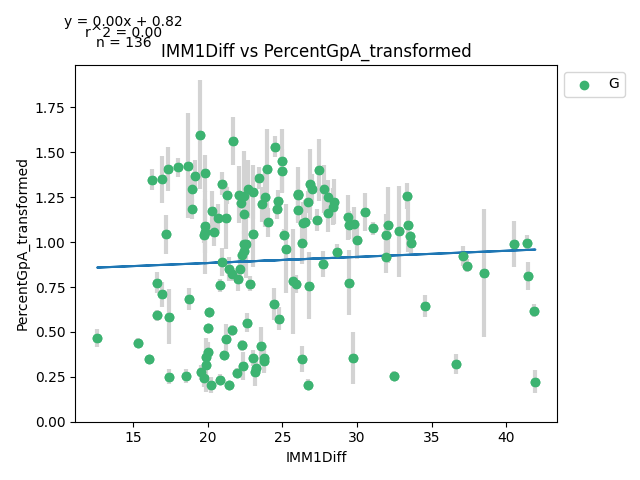 y = 0.00x + 0.82
r^2 = 0.00
n = 136
IMM1Diff vs PercentGpA_transformed
G
PercentGpA_transformed
1.75
1.50
1.25
1.00
0.75
0.50
0.25
0.00
15 20 25 30 35 40
IMM1Diff